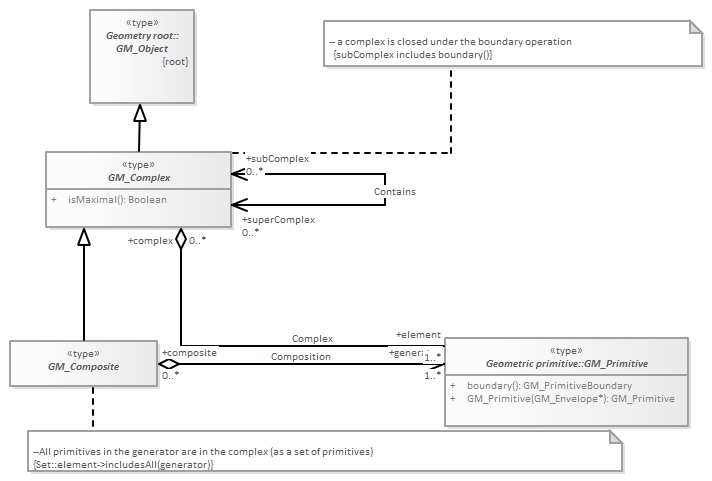 «type»
Geometry root::
GM_Object
{root}
-- a complex is closed under the boundary operation
{subComplex includes boundary()}
«type»
GM_Complex
+ isMaximal(): Boolean
+subComplex
0..*
Contains
+superComplex
0..*
+complex
0..*
Complex
+element
1..*
«type»
GM_Composite
+composite
0..*
Composition
1..*
«type»
Geometric primitive::GM_Primitive
+ boundary(): GM_PrimitiveBoundary
+ GM_Primitive(GM_Envelope*): GM_Primitive
--All primitives in the generator are in the complex (as a set of primitives)
{Set::element->includesAll(generator)}